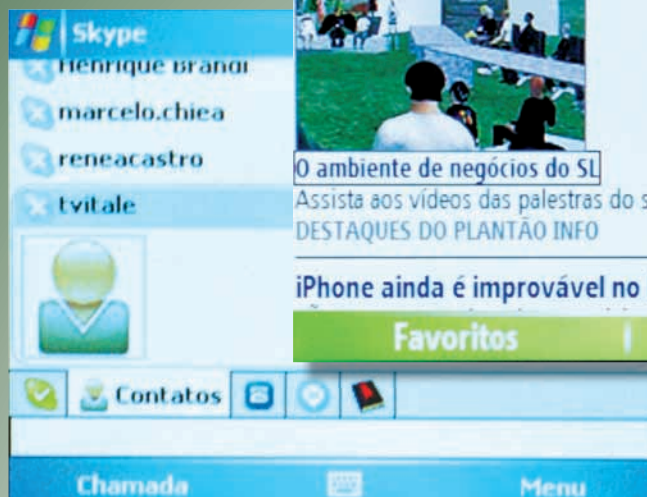 Skype
Henrique Brandi
marcelo.chiea
reneacastro
tvitale
Contatos
Chamada
Menu
O ambiente de negócios do SL
Assista aos vídeos das palestras do s
DESTAQUES DO PLANTÃO INFO
iPhone ainda é improvável no
Favoritos